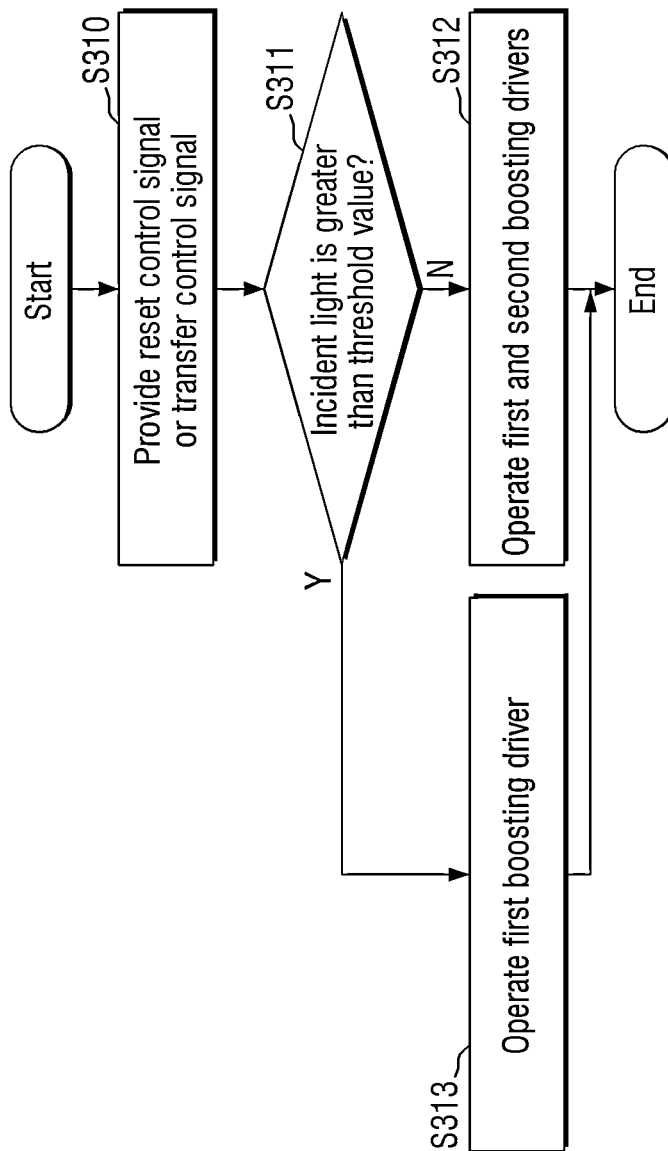 Start
S310
Provide reset control signal
or transfer control signal
S311
Incident light is greater
than threshold value?
Y
N
S312
Operate first and second boosting drivers
S313
Operate first boosting driver
End